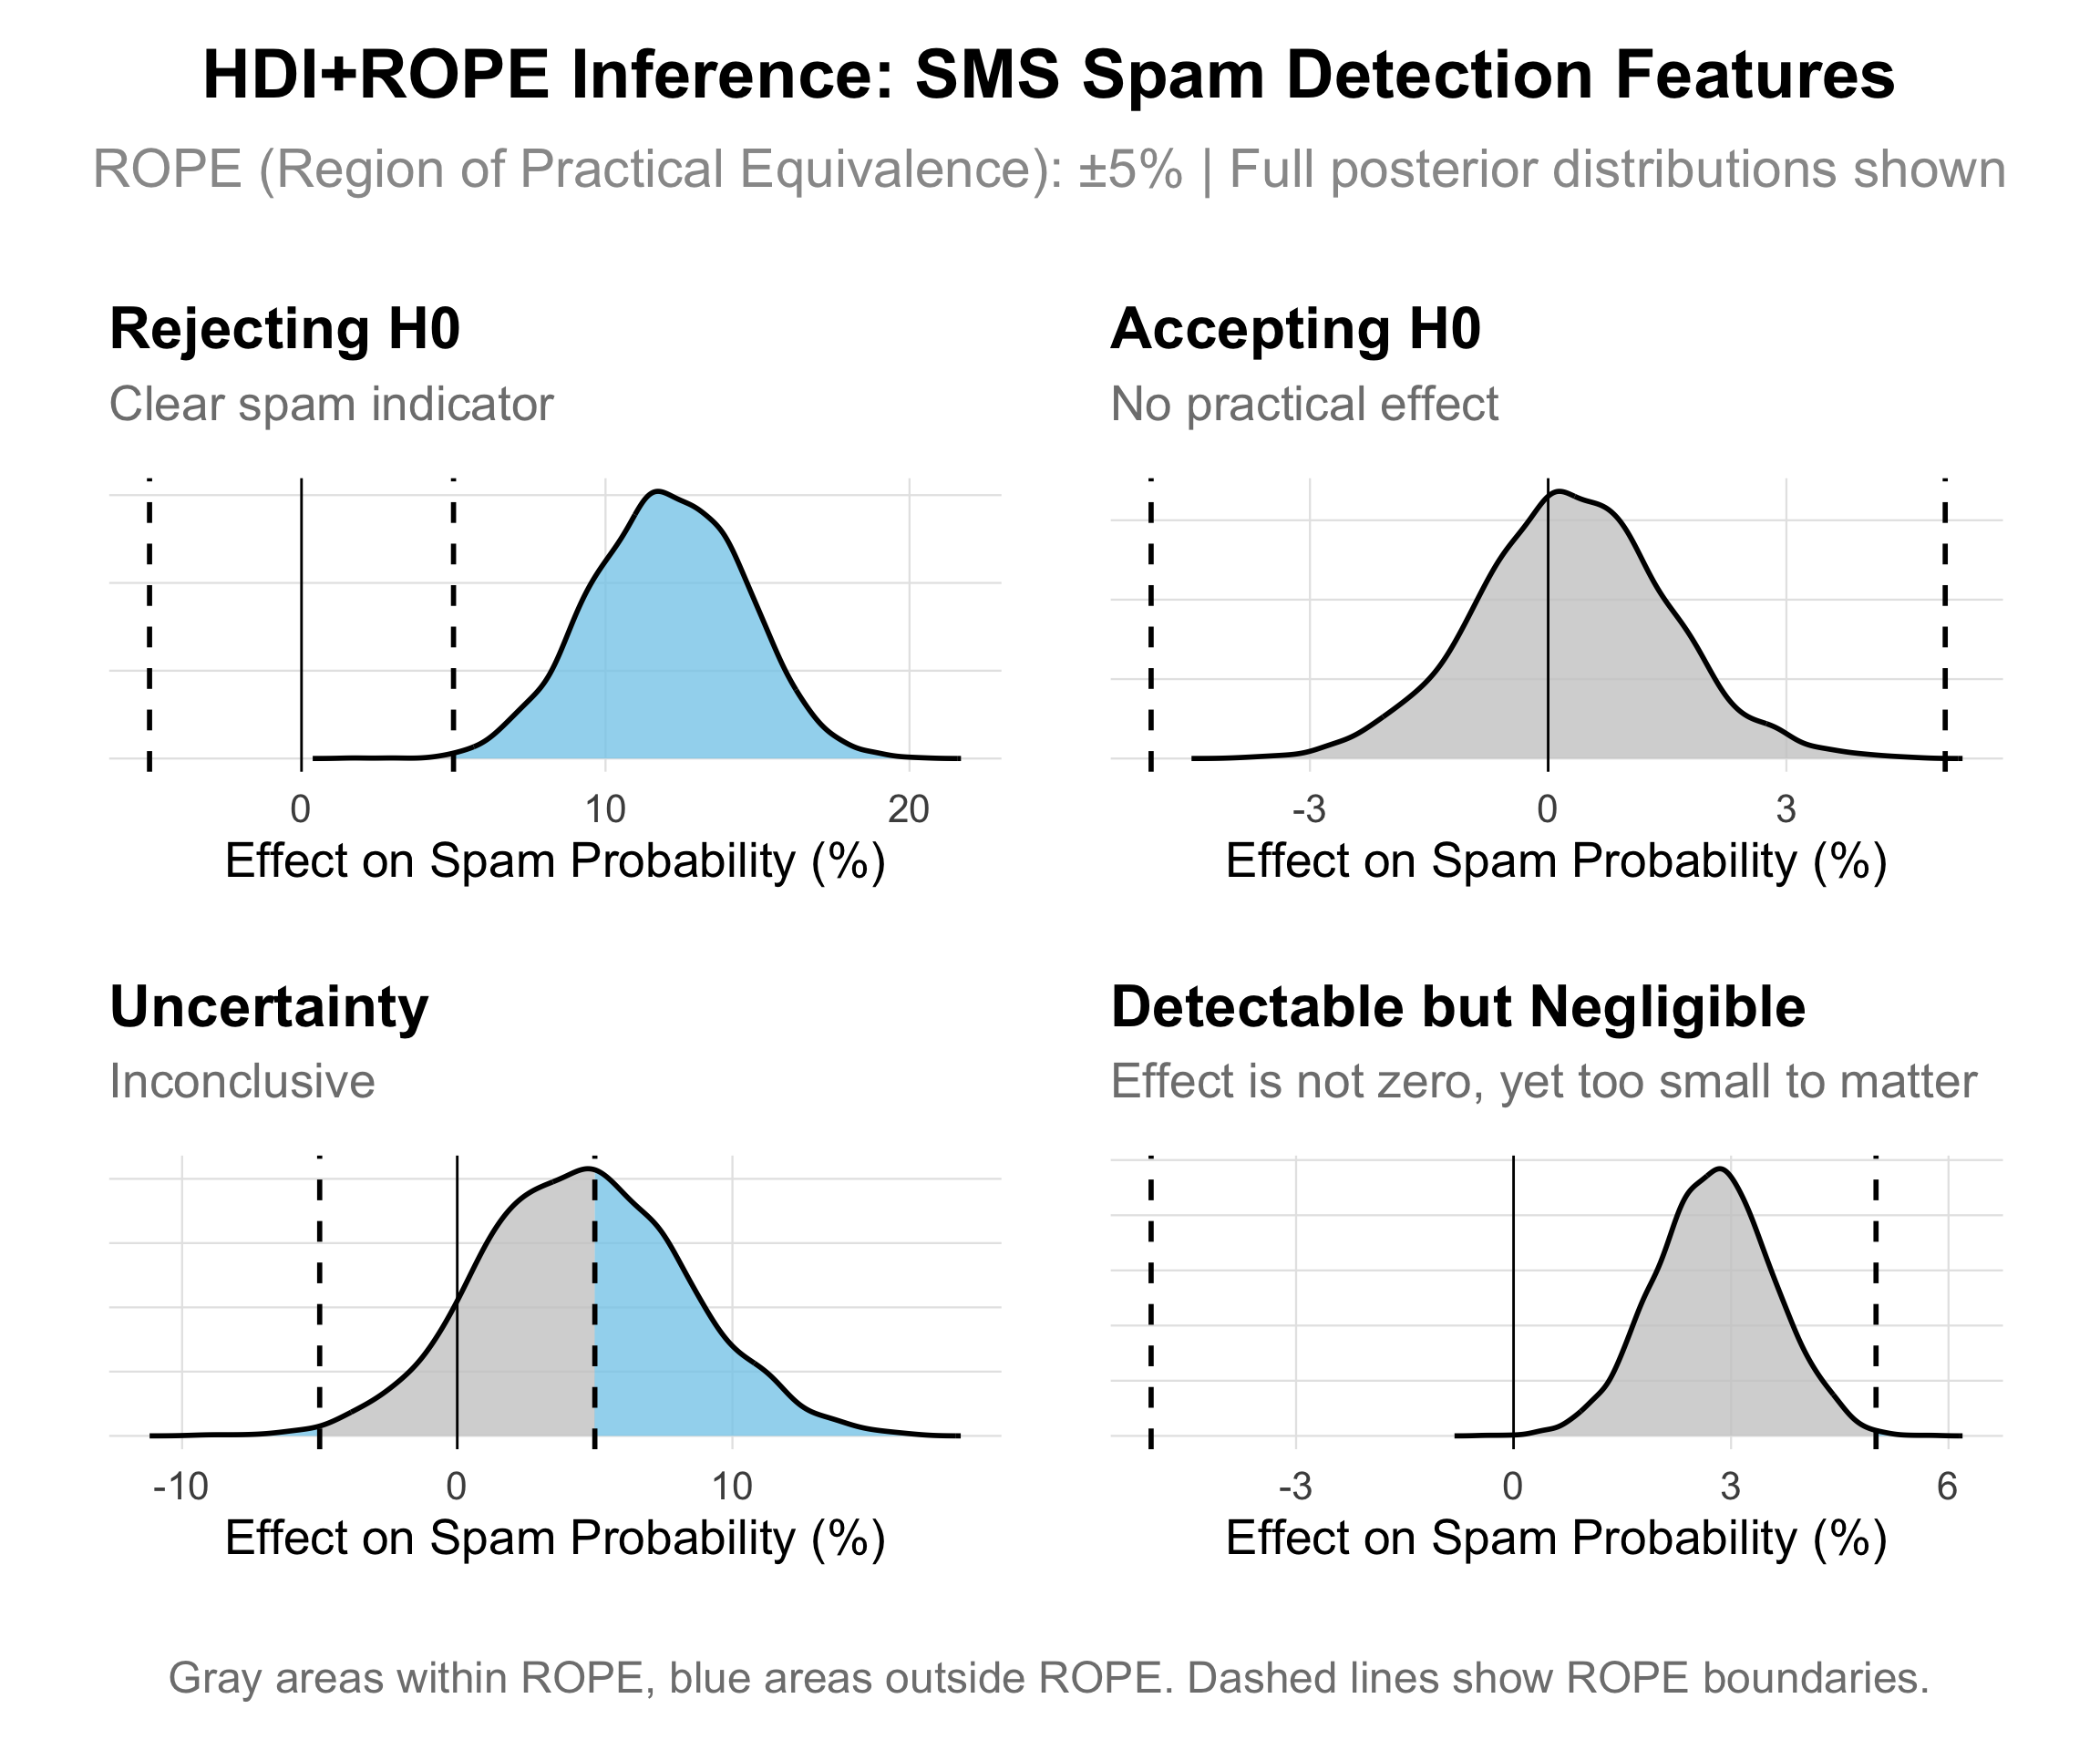 HDI+ROPE Inference: SMS Spam Detection Features
ROPE (Region of Practical Equivalence): ±5% | Full posterior distributions shown
Rejecting H0
Clear spam indicator
0 10 20
Effect on Spam Probability (%)
Accepting H0
No practical effect
-3 0 3
Effect on Spam Probability (%)
Uncertainty
Inconclusive
-10 0 10
Effect on Spam Probability (%)
Detectable but Negligible
Effect is not zero, yet too small to matter
-3 0 3 6
Effect on Spam Probability (%)
Gray areas within ROPE, blue areas outside ROPE. Dashed lines show ROPE boundaries.